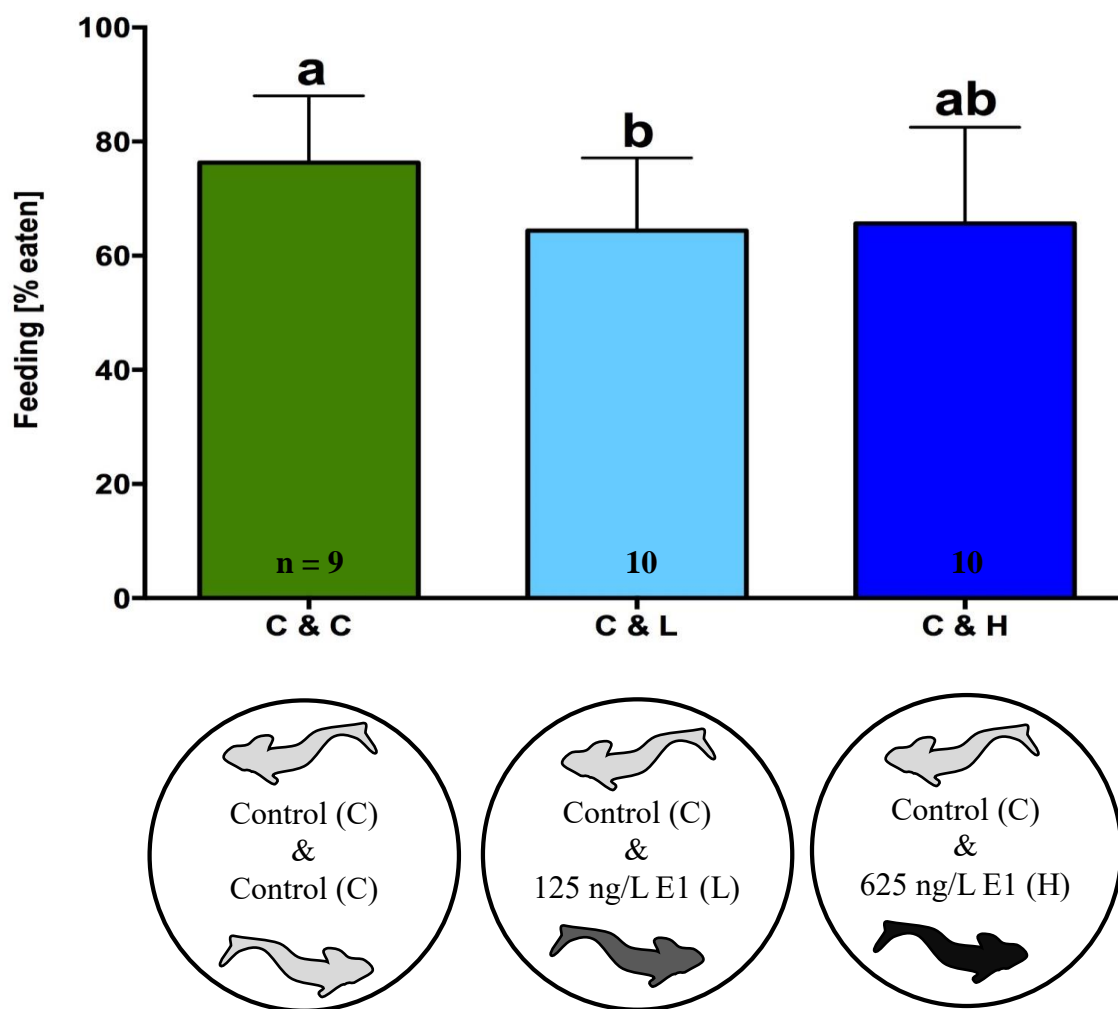 100
80
60
40
20
0
Feeding [% eaten]
a
b
ab
n = 9
10
10
C & C
C & L
C & H
Control (C)
&
Control (C)
Control (C)
&
125 ng/L E1 (L)
Control (C)
&
625 ng/L E1 (H)